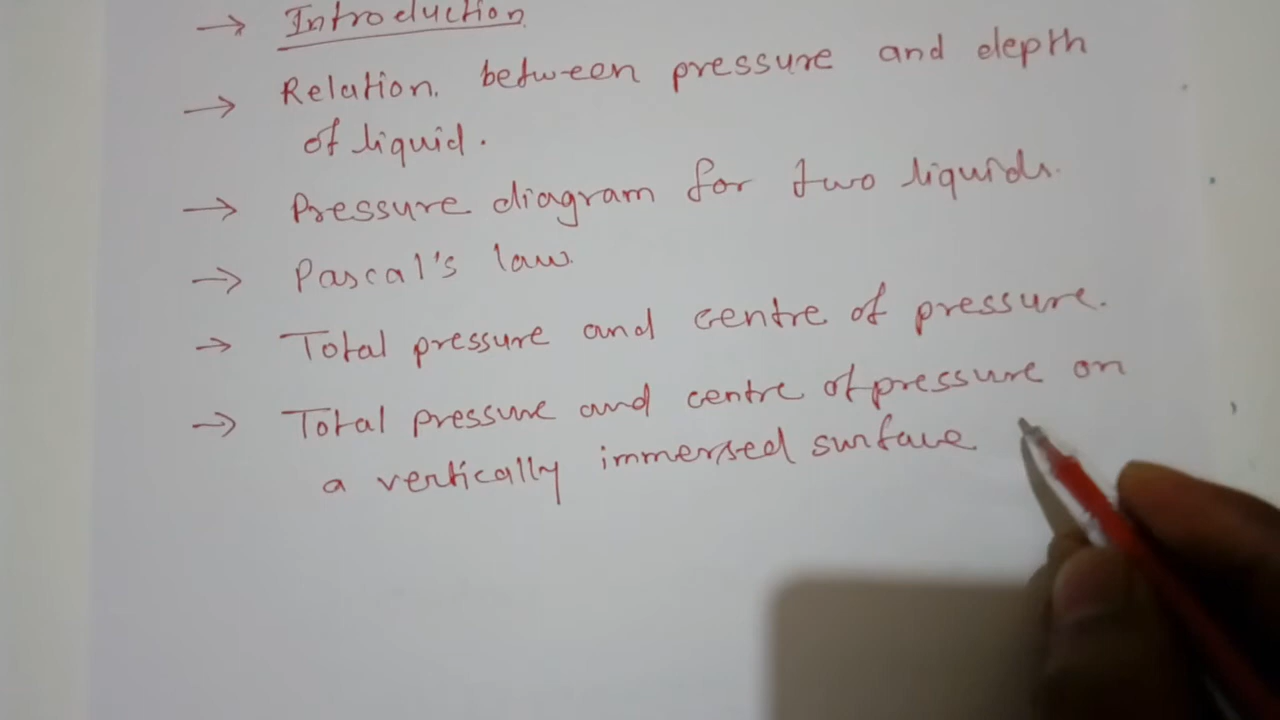 → Introduction
→ Relation between pressure and depth
of liquid.
→ Pressure diagram for two liquids.
→ Pascal's law.
→ Total pressure and centre of pressure.
→ Total pressure and centre of pressure on
a vertically immersed surface